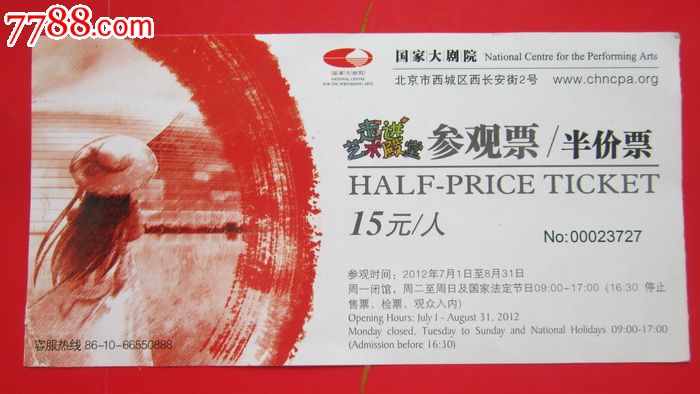 7788.com
国家|大|剧院 National Centre for the Performing Arts
北京市西城区西长安街2号 www.chncpa.org
国家|大|剧院
NATIONAL CENTRE
FOR THE PERFORMING ARTS
走进
艺术殿堂
参观票/半价票
HALF-PRICE TICKET
15元/人
No:00023727
参观时间：2012年7月1日至8月31日
周一闭馆，周二至周日及国家法定节日09:00-17:00 (16:30 停止
售票、检票、观众入内)
Opening Hours: July 1 - August 31, 2012
Monday closed, Tuesday to Sunday and National Holidays 09:00-17:00
(Admission before 16:30)
客服热线 86-10-66550888